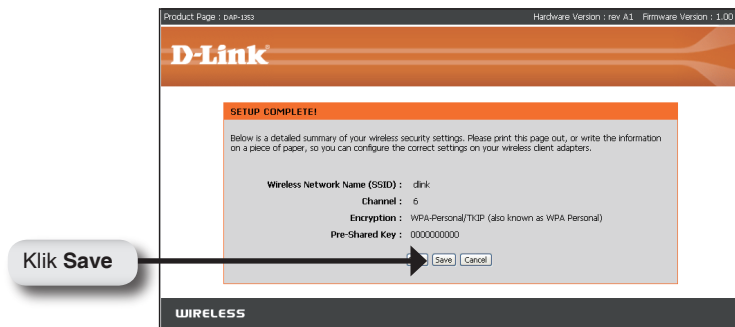 Product Page : DAP-1353 Hardware Version : rev A1 Firmware Version : 1.00
D-Link
SETUP COMPLETE!
Below is a detailed summary of your wireless security settings. Please print this page out, or write the information
on a piece of paper, so you can configure the correct settings on your wireless client adapters.
Wireless Network Name (SSID) : dlink
Channel : 6
Encryption : WPA-Personal/TKIP (also known as WPA Personal)
Pre-Shared Key : 0000000000
Klik Save
Save Cancel
WIRELESS